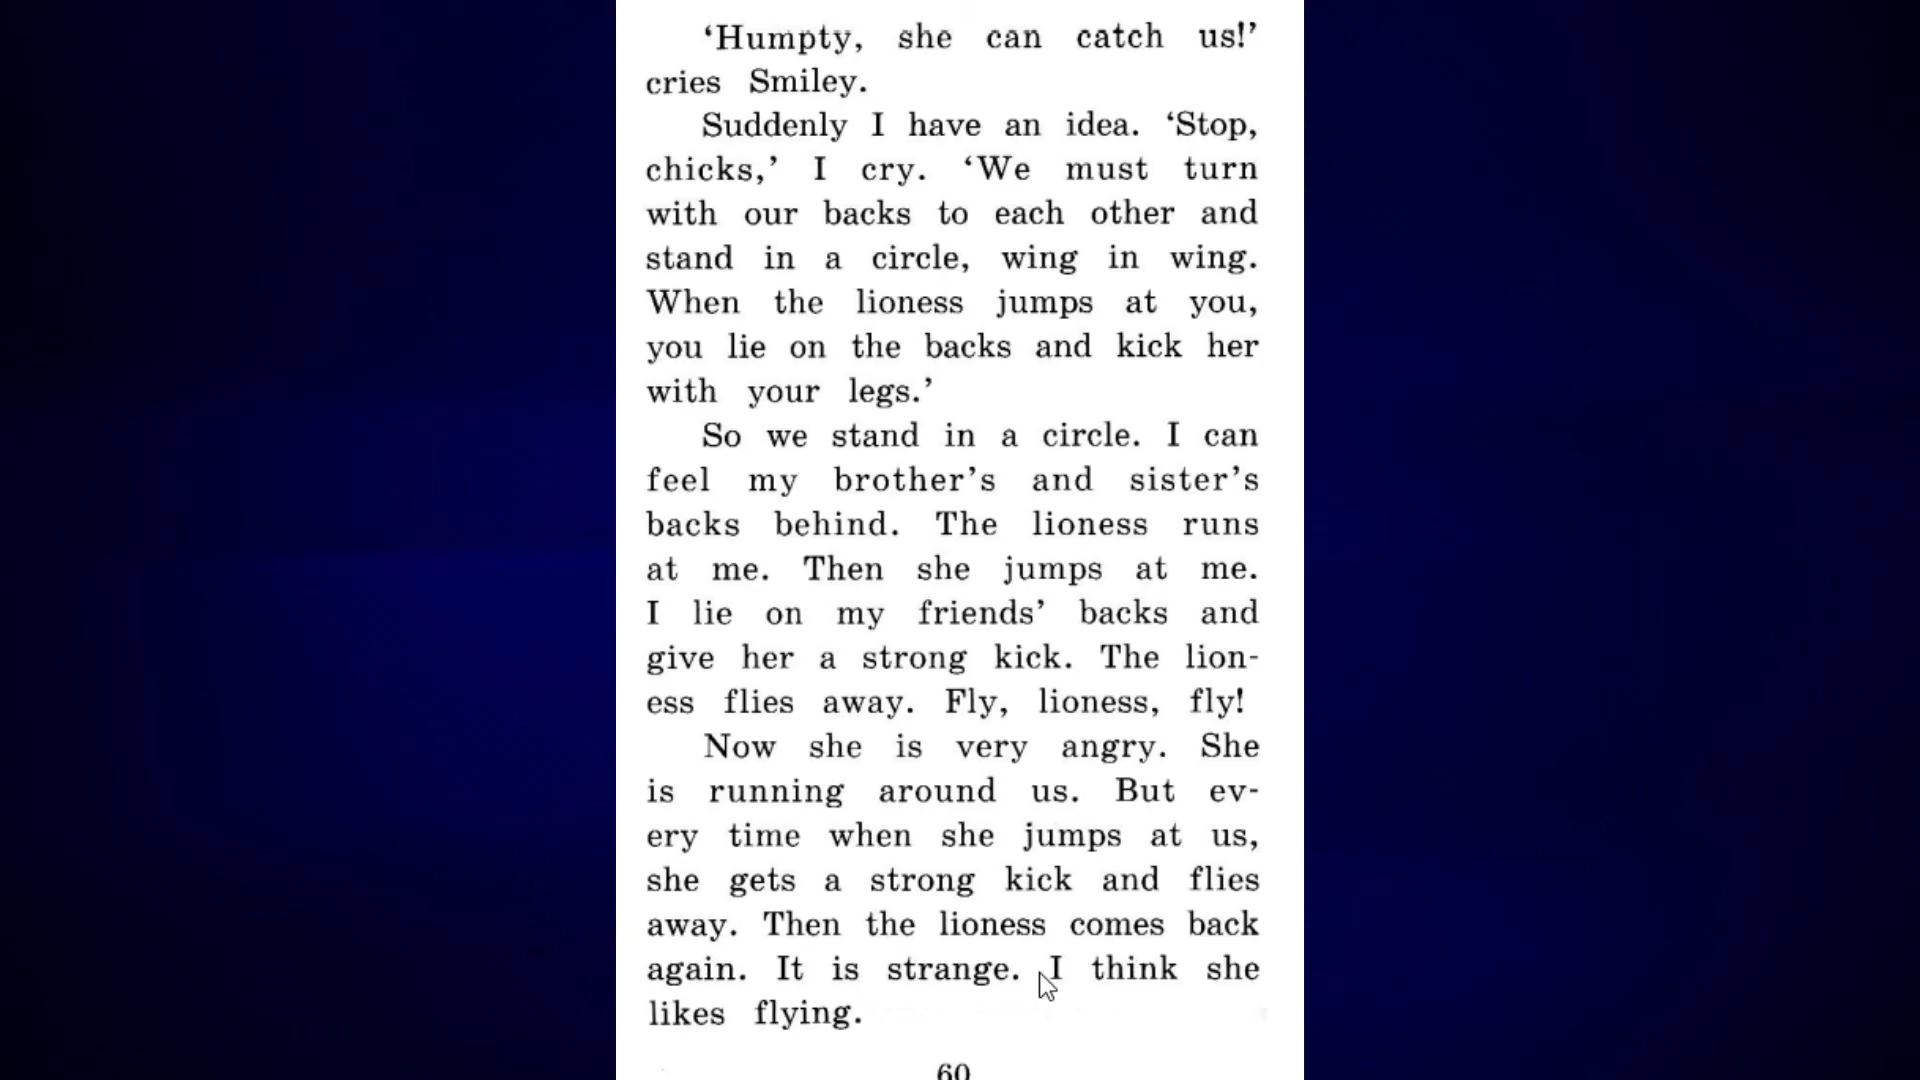 ‘Humpty, she can catch us!’
cries Smiley.
Suddenly I have an idea. ‘Stop,
chicks,’ I cry. ‘We must turn
with our backs to each other and
stand in a circle, wing in wing.
When the lioness jumps at you,
you lie on the backs and kick her
with your legs.’
So we stand in a circle. I can
feel my brother’s and sister’s
backs behind. The lioness runs
at me. Then she jumps at me.
I lie on my friends’ backs and
give her a strong kick. The lion-
ess flies away. Fly, lioness, fly!
Now she is very angry. She
is running around us. But ev-
ery time when she jumps at us,
she gets a strong kick and flies
away. Then the lioness comes back
again. It is strange. I think she
likes flying.
60